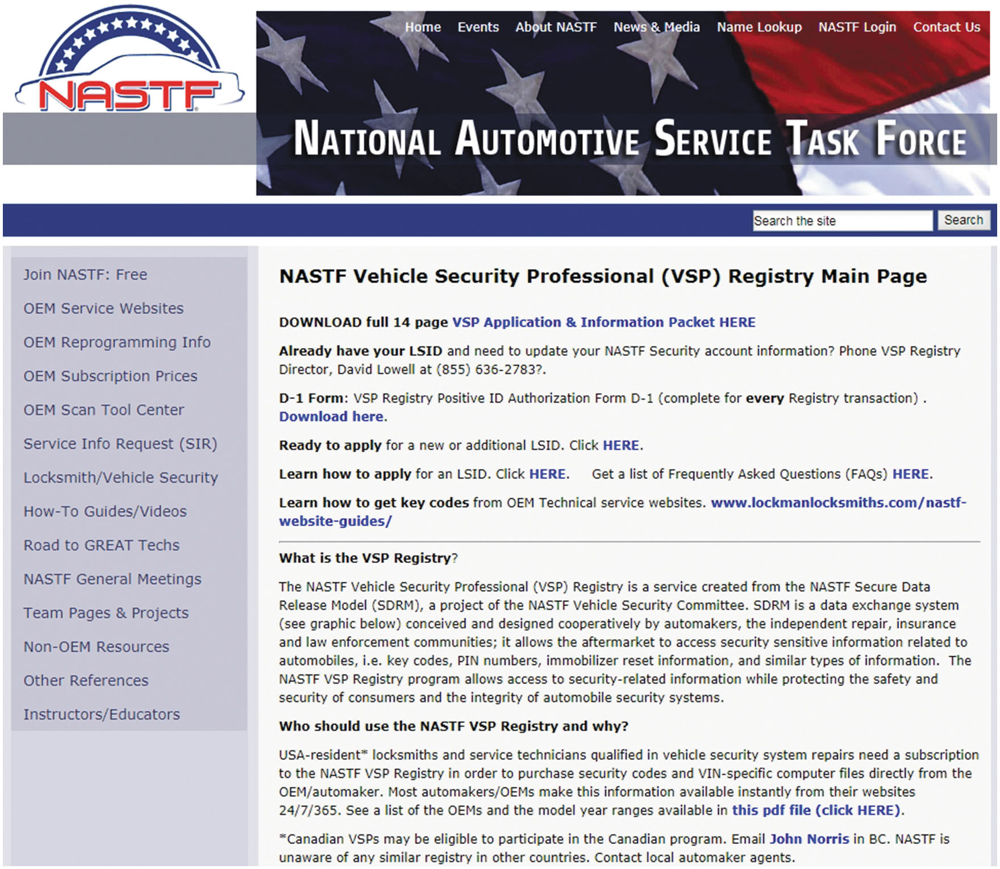 NASTF
Home Events About NASTF News & Media Name Lookup NASTF Login Contact Us
NATIONAL AUTOMOTIVE SERVICE TASK FORCE
Search the site Search
Join NASTF: Free
OEM Service Websites
OEM Reprogramming Info
OEM Subscription Prices
OEM Scan Tool Center
Service Info Request (SIR)
Locksmith/Vehicle Security
How-To Guides/Videos
Road to GREAT Techs
NASTF General Meetings
Team Pages & Projects
Non-OEM Resources
Other References
Instructors/Educators
NASTF Vehicle Security Professional (VSP) Registry Main Page
DOWNLOAD full 14 page VSP Application & Information Packet HERE
Already have your LSID and need to update your NASTF Security account information? Phone VSP Registry
Director, David Lowell at (855) 636-2783?.
D-1 Form: VSP Registry Positive ID Authorization Form D-1 (complete for every Registry transaction) .
Download here.
Ready to apply for a new or additional LSID. Click HERE.
Learn how to apply for an LSID. Click HERE. Get a list of Frequently Asked Questions (FAQs) HERE.
Learn how to get key codes from OEM Technical service websites. www.lockmanlocksmiths.com/nastf-
website-guides/
What is the VSP Registry?
The NASTF Vehicle Security Professional (VSP) Registry is a service created from the NASTF Secure Data
Release Model (SDRM), a project of the NASTF Vehicle Security Committee. SDRM is a data exchange system
(see graphic below) conceived and designed cooperatively by automakers, the independent repair, insurance
and law enforcement communities; it allows the aftermarket to access security sensitive information related to
automobiles, i.e. key codes, PIN numbers, immobilizer reset information, and similar types of information. The
NASTF VSP Registry program allows access to security-related information while protecting the safety and
security of consumers and the integrity of automobile security systems.
Who should use the NASTF VSP Registry and why?
USA-resident* locksmiths and service technicians qualified in vehicle security system repairs need a subscription
to the NASTF VSP Registry in order to purchase security codes and VIN-specific computer files directly from the
OEM/automaker. Most automakers/OEMs make this information available instantly from their websites
24/7/365. See a list of the OEMs and the model year ranges available in this pdf file (click HERE).
*Canadian VSPs may be eligible to participate in the Canadian program. Email John Norris in BC. NASTF is
unaware of any similar registry in other countries. Contact local automaker agents.